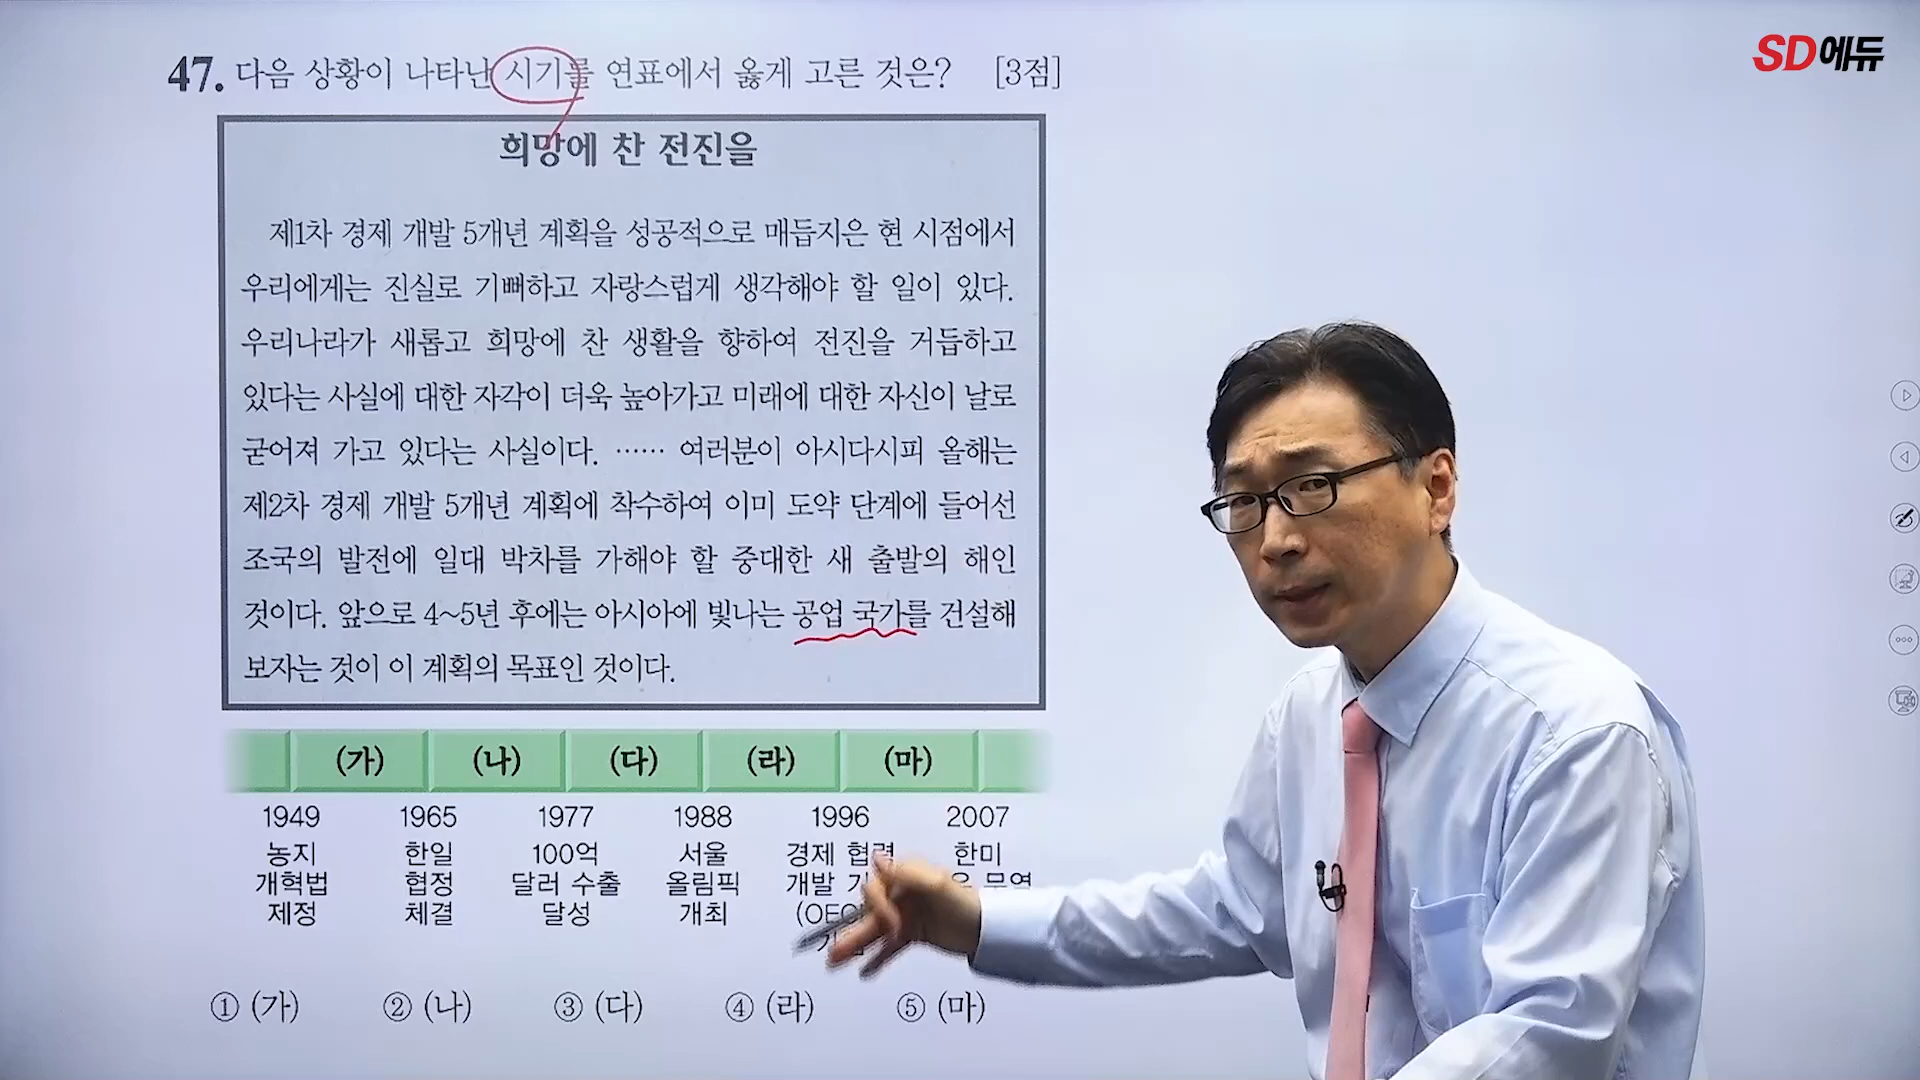 SD에듀
47. 다음 상황이 나타난 시기를 연표에서 옳게 고른 것은? [3점]
희망에 찬 전진을
제1차 경제 개발 5개년 계획을 성공적으로 매듭지은 현 시점에서
우리에게는 진실로 기뻐하고 자랑스럽게 생각해야 할 일이 있다.
우리나라가 새롭고 희망에 찬 생활을 향하여 전진을 거듭하고
있다는 사실에 대한 자각이 더욱 높아가고 미래에 대한 자신이 날로
굳어져 가고 있다는 사실이다. …… 여러분이 아시다시피 올해는
제2차 경제 개발 5개년 계획에 착수하여 이미 도약 단계에 들어선
조국의 발전에 일대 박차를 가해야 할 중대한 새 출발의 해인
것이다. 앞으로 4~5년 후에는 아시아에 빛나는 공업 국가를 건설해
보자는 것이 이 계획의 목표인 것이다.
(가) (나) (다) (라) (마)
1949 1965 1977 1988 1996 2007
농지 한일 100억 서울 경제 협력 한미
개혁법 협정 달러 수출 올림픽 개발 무역
제정 체결 달성 개최
① (가) ② (나) ③ (다) ④ (라) ⑤ (마)